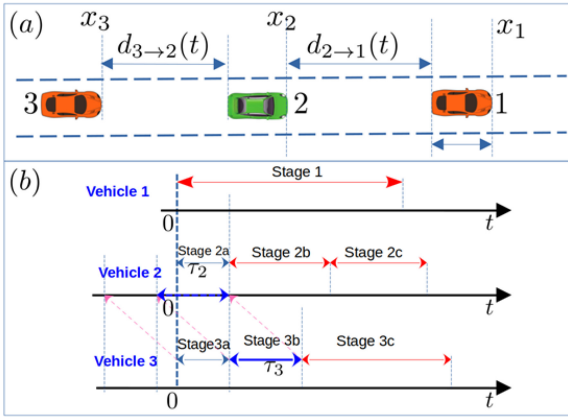 (a) x₃ x₂ x₁
d₃→₂(t) d₂→₁(t)
3 2 1
(b) Stage 1
Vehicle 1
0 t
Stage 2a Stage 2b Stage 2c
τ₂
Vehicle 2
0 t
Stage3a Stage 3b Stage 3c
Vehicle 3 τ₃
0 t